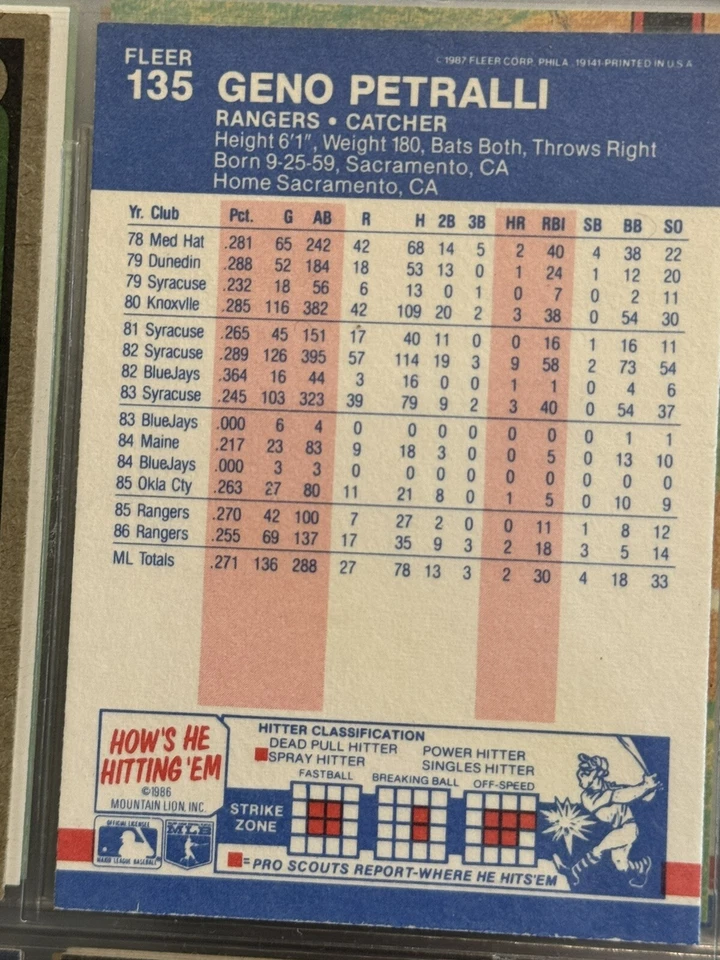 FLEER
135 GENO PETRALLI
© 1987 FLEER CORP. PHILA., 19141-PRINTED IN U.S.A.
RANGERS • CATCHER
Height 6'1", Weight 180, Bats Both, Throws Right
Born 9-25-59, Sacramento, CA
Home Sacramento, CA
Yr. Club Pct. G AB R H 2B 3B HR RBI SB BB SO
78 Med Hat .281 65 242 42 68 14 5 2 40 4 38 22
79 Dunedin .288 52 184 18 53 13 0 1 24 1 12 20
79 Syracuse .232 18 56 6 13 0 1 0 7 0 2 11
80 Knoxvlle .285 116 382 42 109 20 2 3 38 0 54 30
81 Syracuse .265 45 151 17 40 11 0 0 16 1 16 11
82 Syracuse .289 126 395 57 114 19 3 9 58 2 73 54
82 BlueJays .364 16 44 3 16 0 0 1 1 0 4 6
83 Syracuse .245 103 323 39 79 9 2 3 40 0 54 37
83 BlueJays .000 6 4 0 0 0 0 0 0 0 1 1
84 Maine .217 23 83 9 18 3 0 0 5 0 13 10
84 BlueJays .000 3 3 0 0 0 0 0 0 0 0 0
85 Okla Cty .263 27 80 11 21 8 0 1 5 0 10 9
85 Rangers .270 42 100 7 27 2 0 0 11 1 8 12
86 Rangers .255 69 137 17 35 9 3 2 18 3 5 14
ML Totals .271 136 288 27 78 13 3 2 30 4 18 33
HOW'S HE
HITTING 'EM
©1986
MOUNTAIN LION, INC.
HITTER CLASSIFICATION
DEAD PULL HITTER POWER HITTER
SPRAY HITTER SINGLES HITTER
FASTBALL BREAKING BALL OFF-SPEED
STRIKE
ZONE
= PRO SCOUTS REPORT-WHERE HE HITS 'EM
OFFICIAL LICENSEE
MAJOR LEAGUE BASEBALL